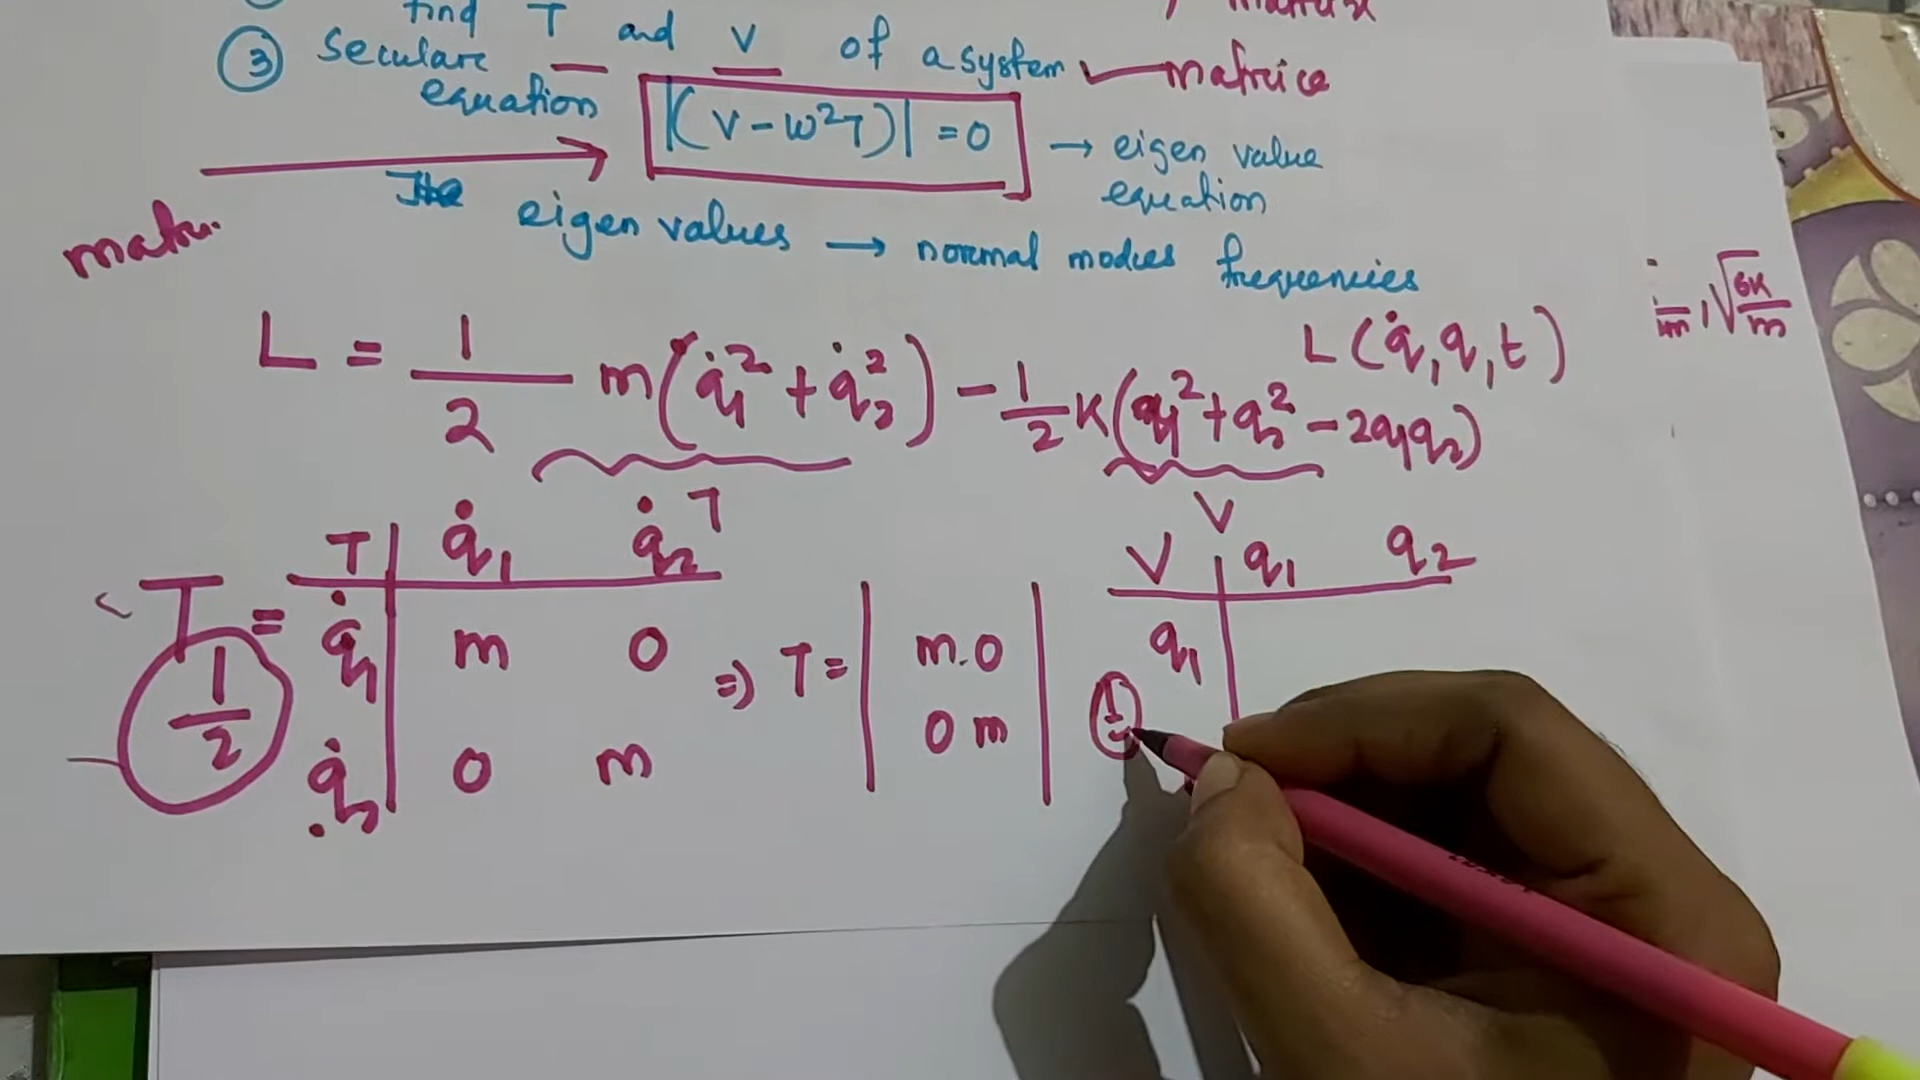 find T and V of a system matrice
③ Seculare equation |(V - ω²T)| = 0 → eigen value equation
eigen values → normal modes frequencies
√6K/m
L(q̇, q, t)
L = 1/2 m(q̇₁² + q̇₂²) - 1/2 K(q₁² + q₂² - 2q₁q₂)
T V
T = T | q̇₁ q̇₂
q̇₁ | m 0
1/2 q̇₂ | 0 m
⇒ T = | m 0 |
| 0 m |
V | q₁ q₂
q₁